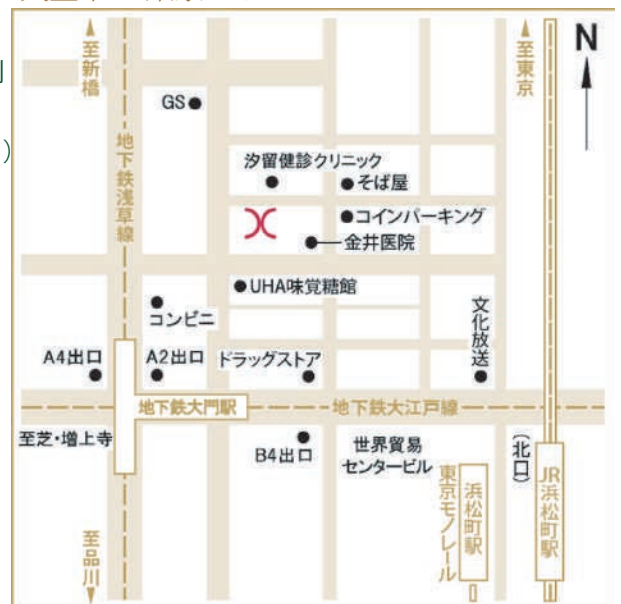 至新橋
至東京
N
GS
地下鉄浅草線
汐留健診クリニック
そば屋
コインパーキング
金井医院
UHA味覚糖館
コンビニ
文化放送
A4出口
A2出口
ドラッグストア
地下鉄大門駅
地下鉄大江戸線
至芝・増上寺
B4出口
世界貿易
センタービル
(北口)
JR浜松町駅
浜松町駅
東京モノレール
至品川
)